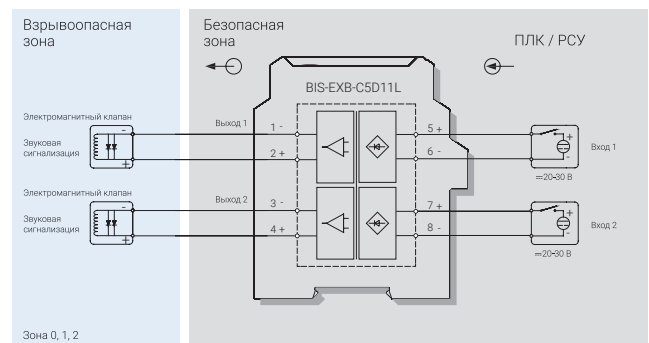 Взрывоопасная
зона
Безопасная
зона
ПЛК / РСУ
BIS-EXB-C5D11L
Электромагнитный клапан
Звуковая
сигнализация
-
+
Выход 1
1 -
2 +
5 +
6 -
+
-
Вход 1
⎓20-30 В
Электромагнитный клапан
Звуковая
сигнализация
-
+
Выход 2
3 -
4 +
7 +
8 -
+
-
Вход 2
⎓20-30 В
Зона 0, 1, 2